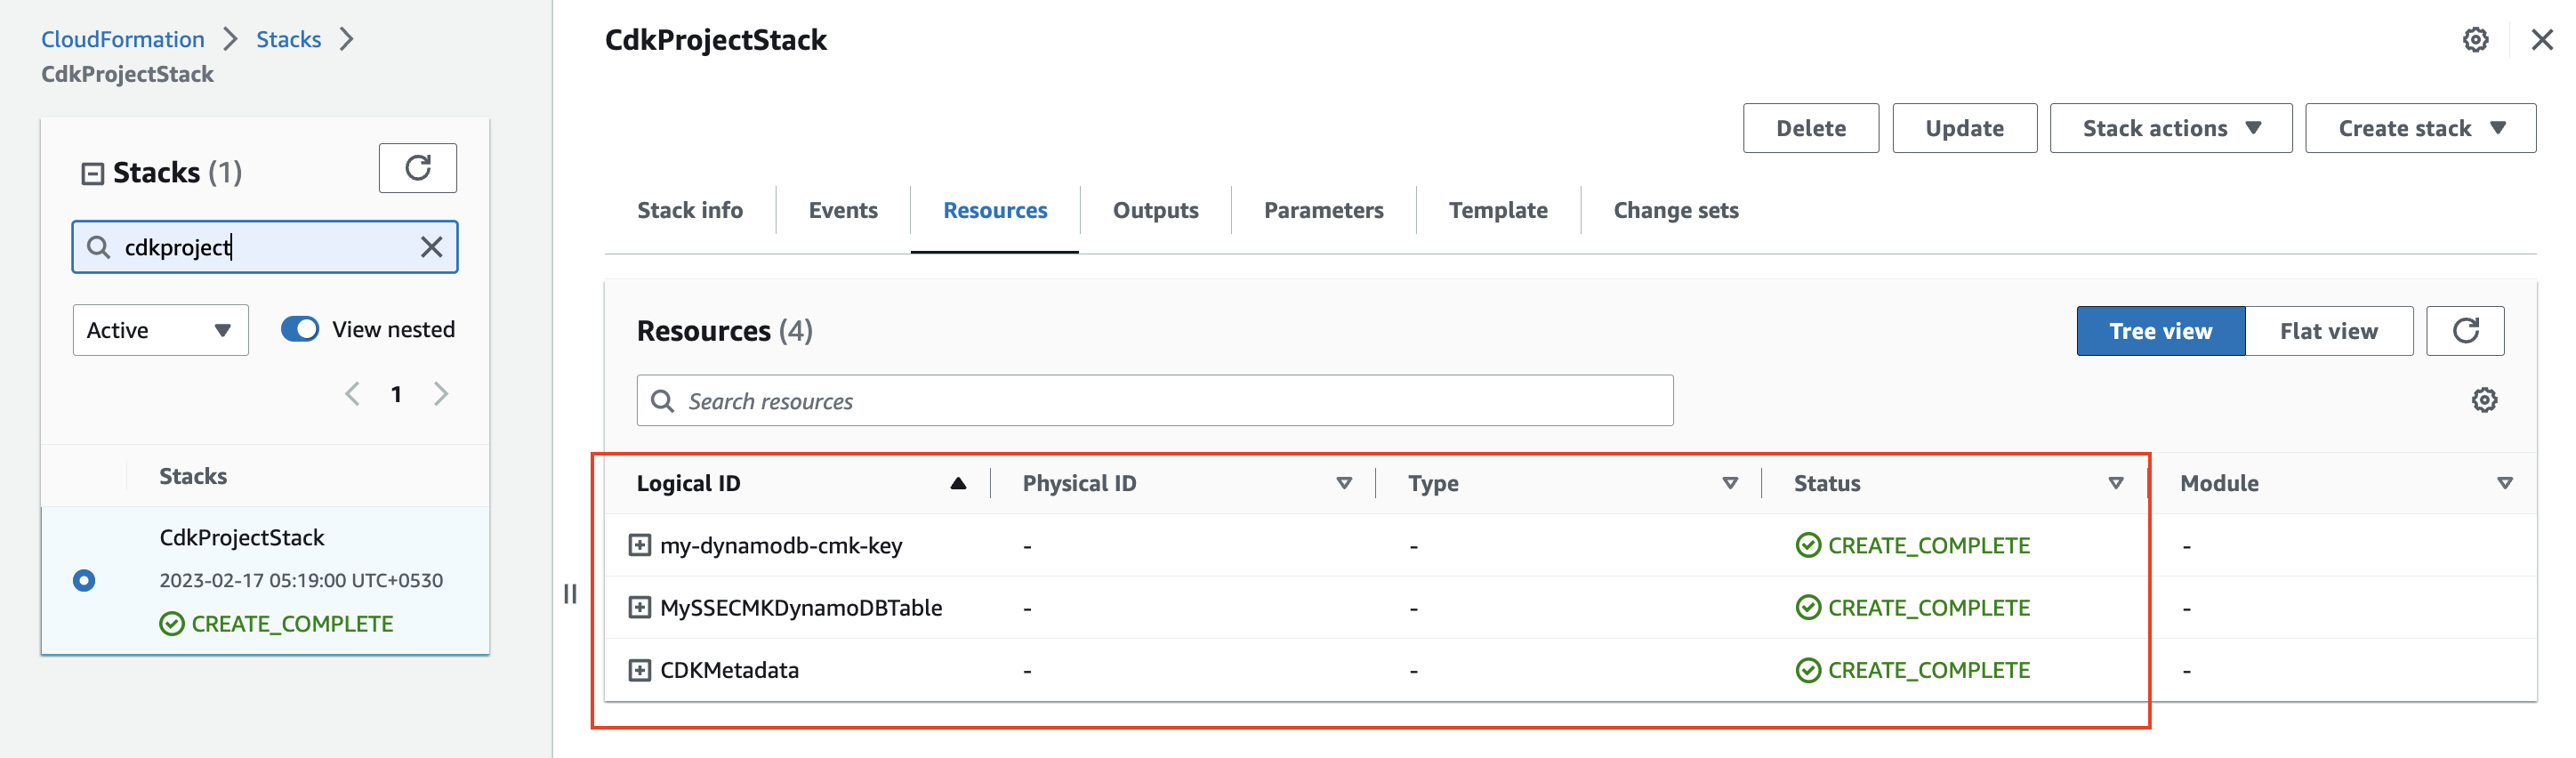 CloudFormation > Stacks >
CdkProjectStack
Stacks (1)
cdkproject
Active
View nested
1
Stacks
CdkProjectStack
2023-02-17 05:19:00 UTC+0530
CREATE_COMPLETE
CdkProjectStack
Delete Update Stack actions Create stack
Stack info Events Resources Outputs Parameters Template Change sets
Resources (4)
Tree view Flat view
Search resources
Logical ID Physical ID Type Status Module
my-dynamodb-cmk-key - - CREATE_COMPLETE -
MySSECMKDynamoDBTable - - CREATE_COMPLETE -
CDKMetadata - - CREATE_COMPLETE -